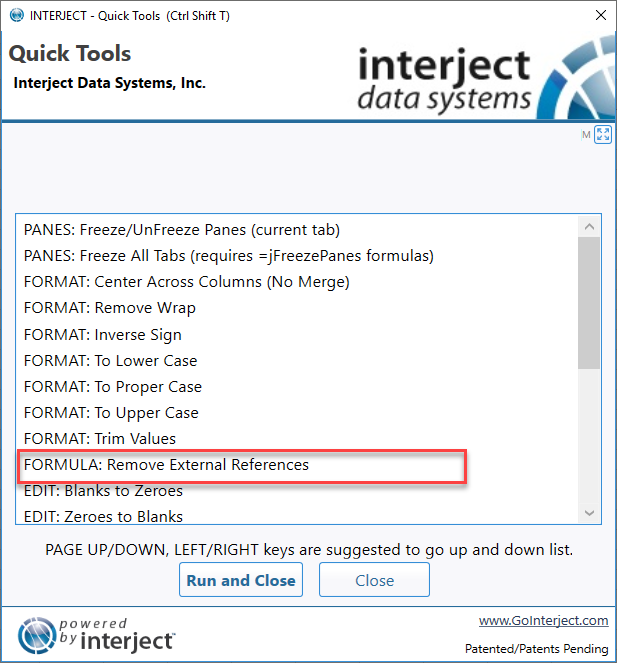 INTERJECT - Quick Tools (Ctrl Shift T)
Quick Tools
Interject Data Systems, Inc.
interject
data systems
M
PANES: Freeze/UnFreeze Panes (current tab)
PANES: Freeze All Tabs (requires =jFreezePanes formulas)
FORMAT: Center Across Columns (No Merge)
FORMAT: Remove Wrap
FORMAT: Inverse Sign
FORMAT: To Lower Case
FORMAT: To Proper Case
FORMAT: To Upper Case
FORMAT: Trim Values
FORMULA: Remove External References
EDIT: Blanks to Zeroes
EDIT: Zeroes to Blanks
PAGE UP/DOWN, LEFT/RIGHT keys are suggested to go up and down list.
Run and Close
Close
powered
by interject™
www.GoInterject.com
Patented/Patents Pending